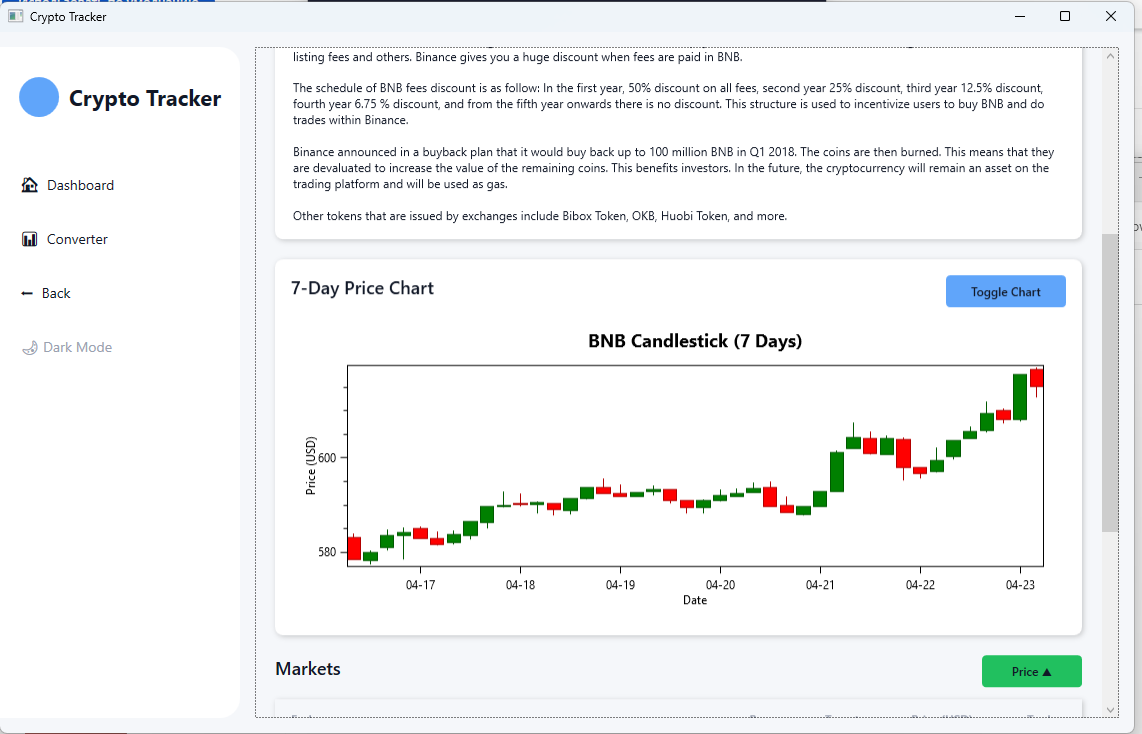 Crypto Tracker
Crypto Tracker
Dashboard
Converter
Back
Dark Mode
listing fees and others. Binance gives you a huge discount when fees are paid in BNB.
The schedule of BNB fees discount is as follow: In the first year, 50% discount on all fees, second year 25% discount, third year 12.5% discount,
fourth year 6.75 % discount, and from the fifth year onwards there is no discount. This structure is used to incentivize users to buy BNB and do
trades within Binance.
Binance announced in a buyback plan that it would buy back up to 100 million BNB in Q1 2018. The coins are then burned. This means that they
are devaluated to increase the value of the remaining coins. This benefits investors. In the future, the cryptocurrency will remain an asset on the
trading platform and will be used as gas.
Other tokens that are issued by exchanges include Bibox Token, OKB, Huobi Token, and more.
7-Day Price Chart
Toggle Chart
BNB Candlestick (7 Days)
Price (USD)
600
580
04-17 04-18 04-19 04-20 04-21 04-22 04-23
Date
Markets
Price ▲